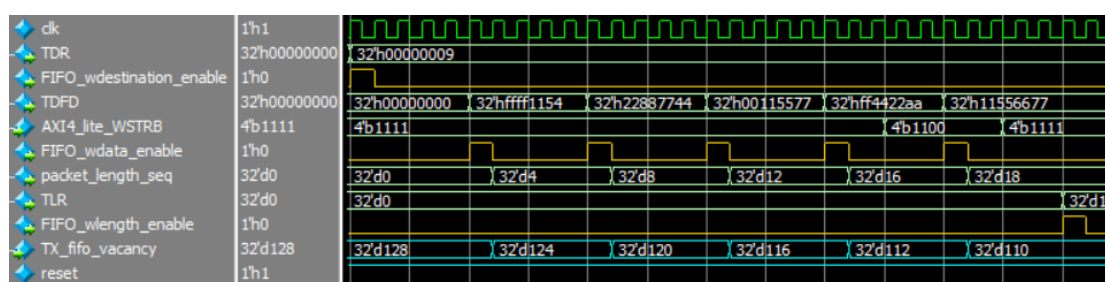 clk 1'h1
TDR 32'h00000000 32'h00000009
FIFO_wdestination_enable 1'h0
TDFD 32'h00000000 32'h00000000 32'hffff1154 32'h22887744 32'h00115577 32'hff4422aa 32'h11556677
AXI4_lite_WSTRB 4'b1111 4'b1111 4'b1100 4'b1111
FIFO_wdata_enable 1'h0
packet_length_seq 32'd0 32'd0 32'd4 32'd8 32'd12 32'd16 32'd18
TLR 32'd0 32'd0 32'd1
FIFO_wlength_enable 1'h0
TX_fifo_vacancy 32'd128 32'd128 32'd124 32'd120 32'd116 32'd112 32'd110
reset 1'h1